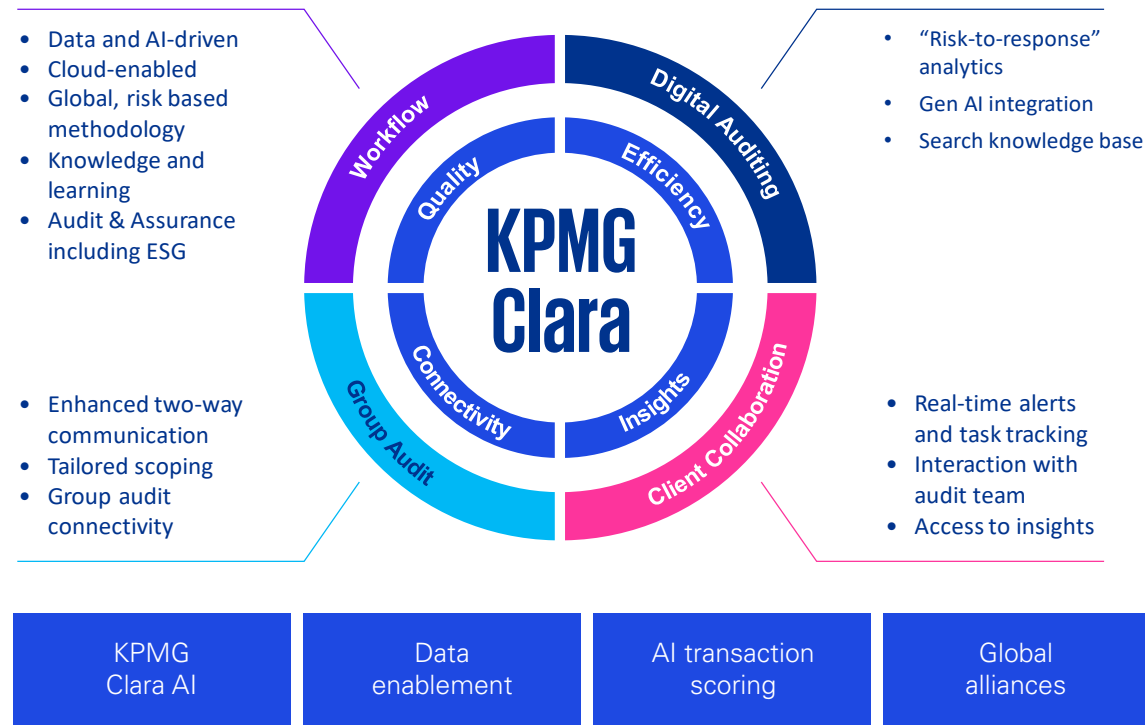 • Data and AI-driven
• Cloud-enabled
• Global, risk based
methodology
• Knowledge and
learning
• Audit & Assurance
including ESG
Workflow
Digital Auditing
• “Risk-to-response”
analytics
• Gen AI integration
• Search knowledge base
Quality
Efficiency
KPMG
Clara
Connectivity
Insights
Group Audit
Client Collaboration
• Enhanced two-way
communication
• Tailored scoping
• Group audit
connectivity
• Real-time alerts
and task tracking
• Interaction with
audit team
• Access to insights
KPMG
Clara AI
Data
enablement
AI transaction
scoring
Global
alliances